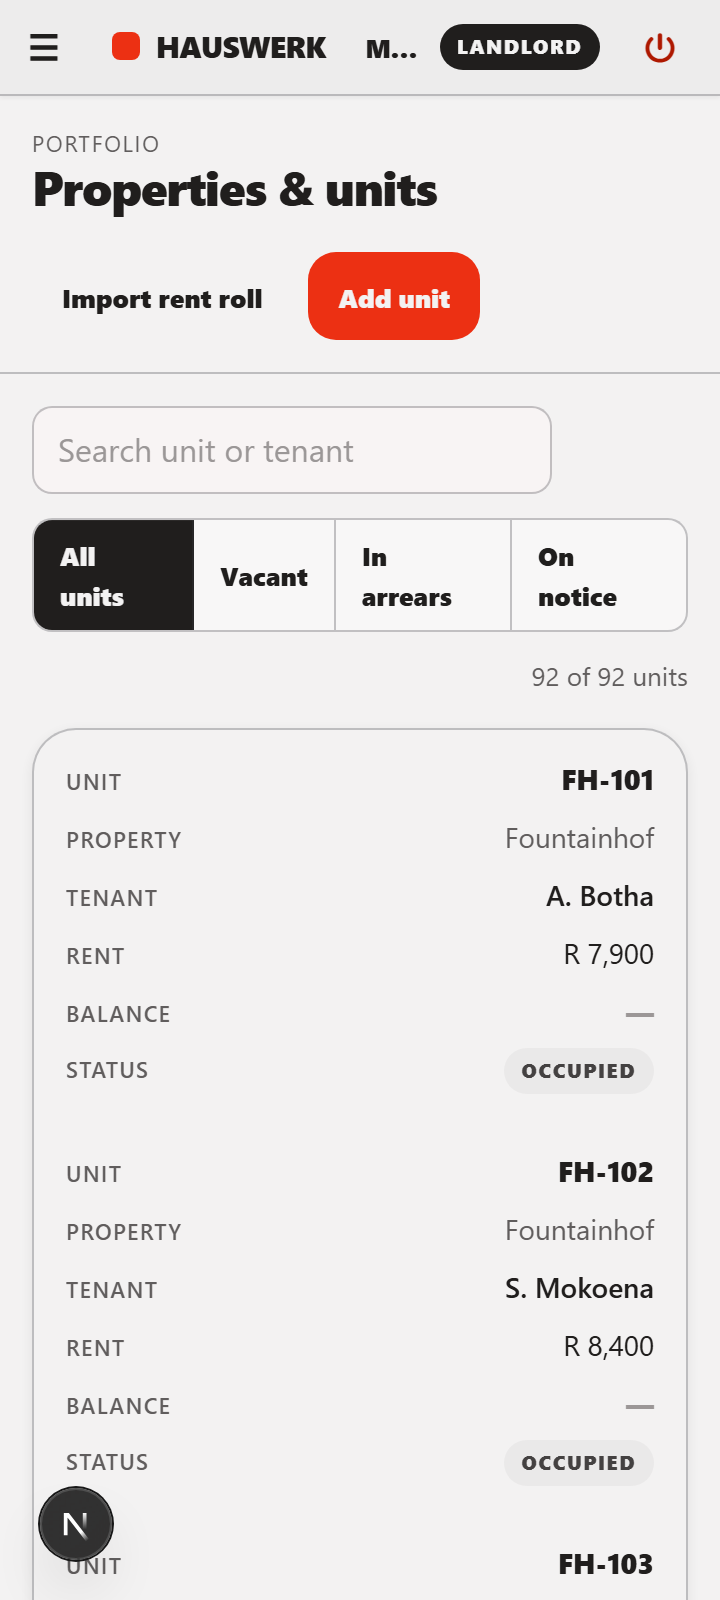 HAUSWERK M... LANDLORD
PORTFOLIO
Properties & units
Import rent roll Add unit
Search unit or tenant
All units Vacant In arrears On notice
92 of 92 units
UNIT FH-101
PROPERTY Fountainhof
TENANT A. Botha
RENT R 7,900
BALANCE —
STATUS OCCUPIED
UNIT FH-102
PROPERTY Fountainhof
TENANT S. Mokoena
RENT R 8,400
BALANCE —
STATUS OCCUPIED
N
UNIT FH-103